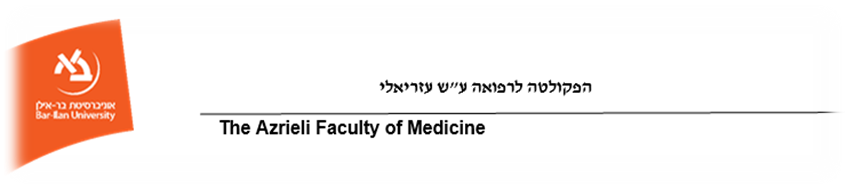 אוניברסיטת בר-אילן
Bar-Ilan University
הפקולטה לרפואה ע״ש עזריאלי
The Azrieli Faculty of Medicine